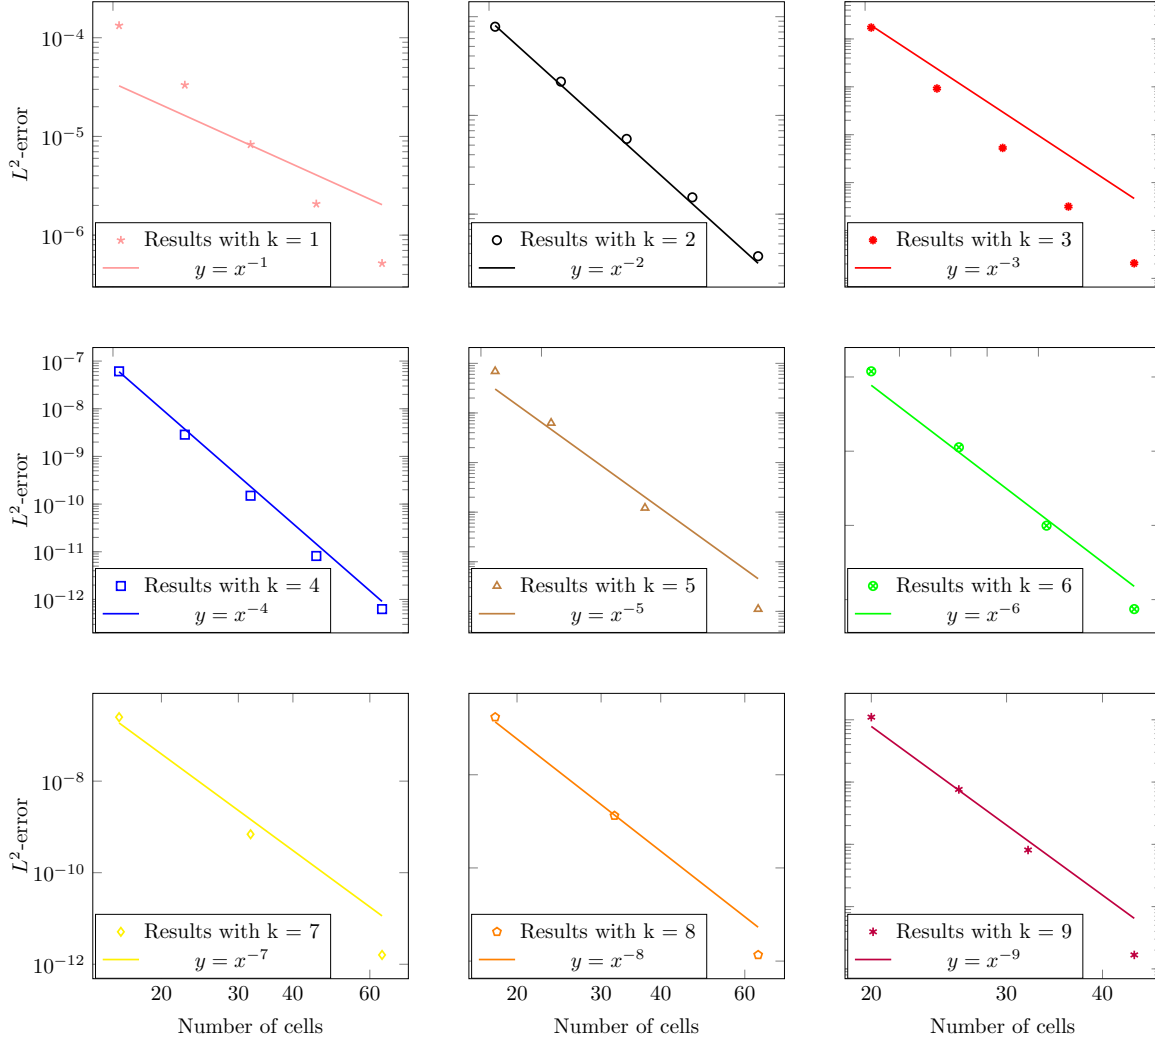 10^{-4}
10^{-5}
10^{-6}
L^2-error
Results with k = 1
y = x^{-1}
Results with k = 2
y = x^{-2}
Results with k = 3
y = x^{-3}
10^{-7}
10^{-8}
10^{-9}
10^{-10}
10^{-11}
10^{-12}
L^2-error
Results with k = 4
y = x^{-4}
Results with k = 5
y = x^{-5}
Results with k = 6
y = x^{-6}
10^{-8}
10^{-10}
10^{-12}
L^2-error
Results with k = 7
y = x^{-7}
20 30 40 60
Number of cells
Results with k = 8
y = x^{-8}
20 30 40 60
Number of cells
Results with k = 9
y = x^{-9}
20 30 40
Number of cells